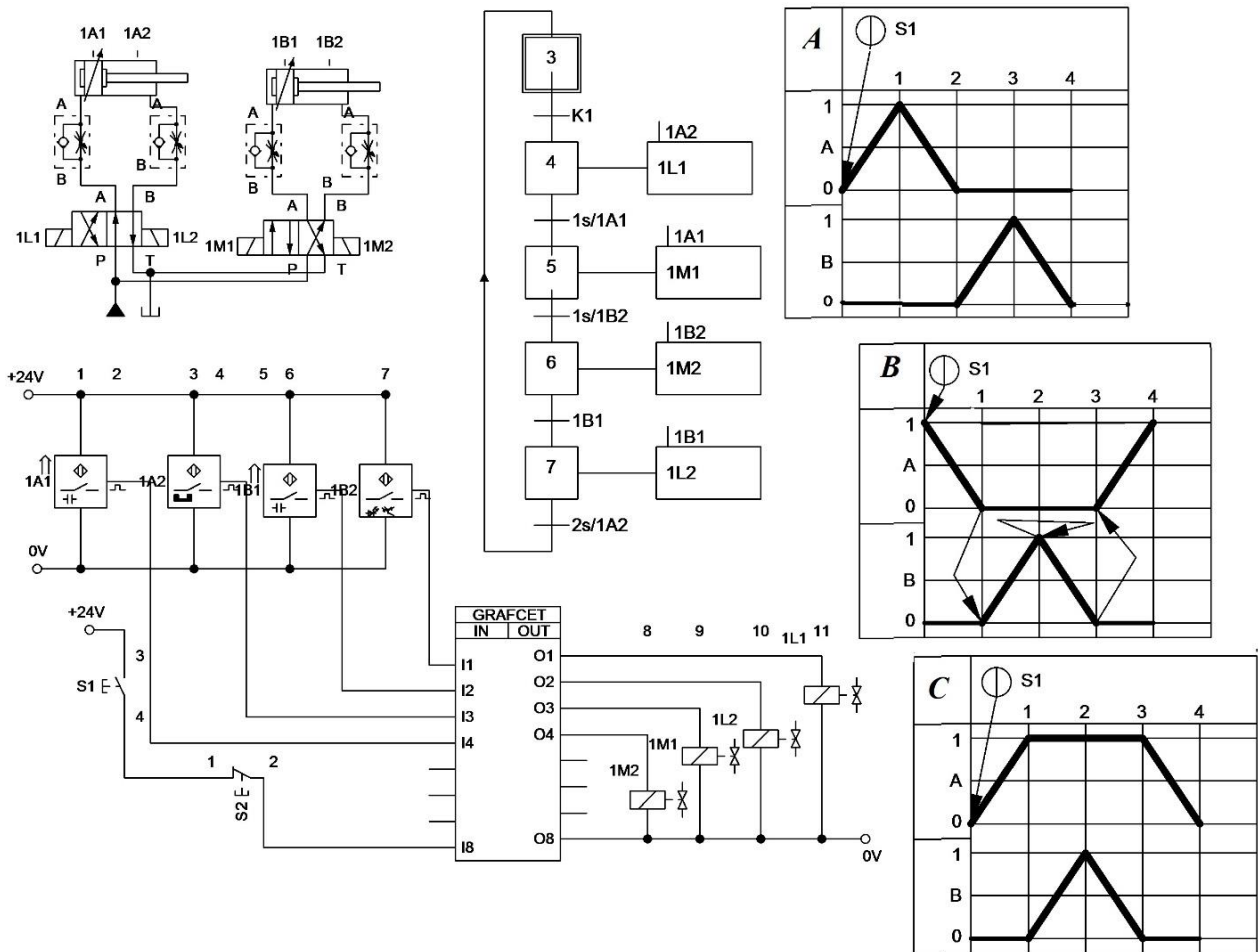 1A1 1A2
A A
B B
A B
1L1 1L2
P T
1B1 1B2
A A
B B
A B
1M1 1M2
P T
3
K1
4 1A2
1L1
1s/1A1
5 1A1
1M1
1s/1B2
6 1B2
1M2
1B1
7 1B1
1L2
2s/1A2
A S1
1 2 3 4
1
A
0
1
B
0
B S1
1 2 3 4
1
A
0
1
B
0
C S1
1 2 3 4
1
A
0
1
B
0
+24V 1 2 3 4 5 6 7
1A1 1A2 1B1 1B2
0V
+24V
3
S1
4
1 2
S2
GRAFCET
IN OUT
I1 O1
I2 O2
I3 O3
I4 O4
I8 O8
8 9 10 1L1 11
1L2
1M1
1M2
0V